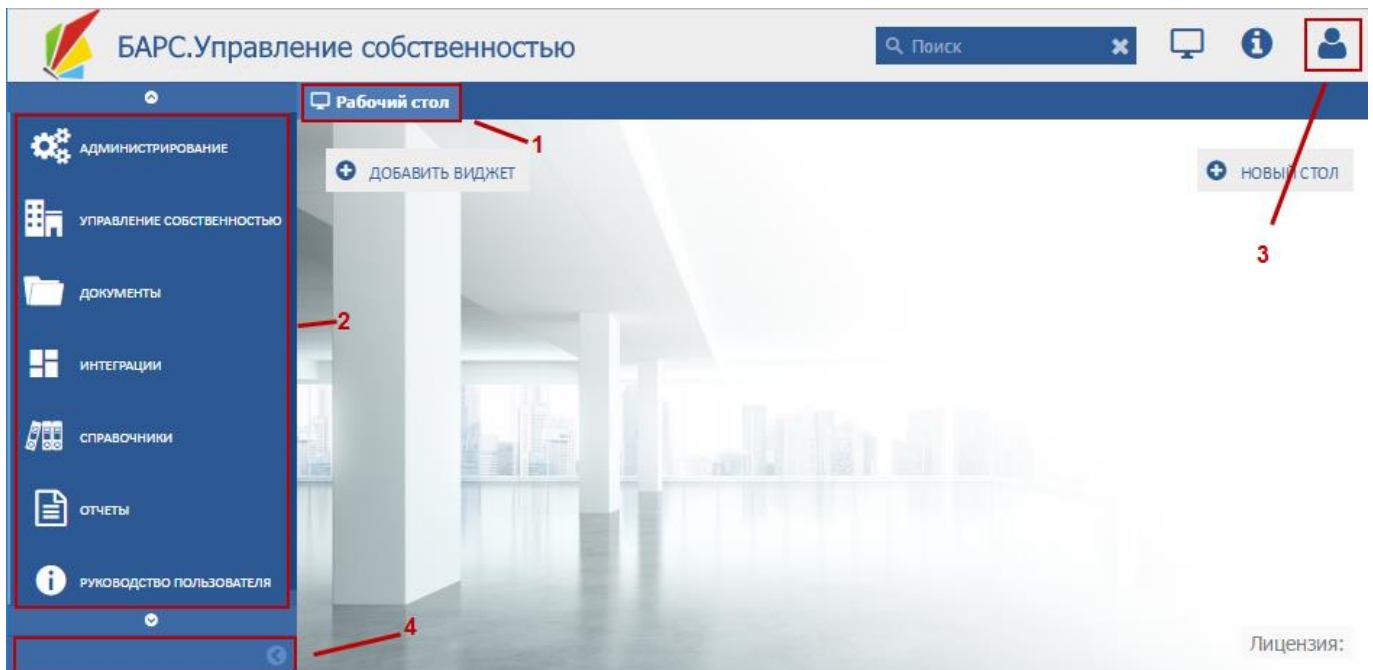 БАРС.Управление собственностью
Поиск
Рабочий стол
1
АДМИНИСТРИРОВАНИЕ
ДОБАВИТЬ ВИДЖЕТ
НОВЫЙ СТОЛ
УПРАВЛЕНИЕ СОБСТВЕННОСТЬЮ
3
ДОКУМЕНТЫ
2
ИНТЕГРАЦИИ
СПРАВОЧНИКИ
ОТЧЕТЫ
РУКОВОДСТВО ПОЛЬЗОВАТЕЛЯ
4
Лицензия: